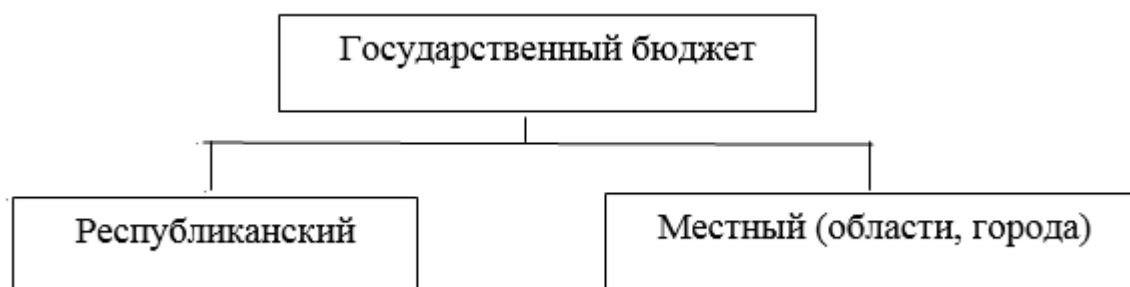 Государственный бюджет
Республиканский
Местный (области, города)